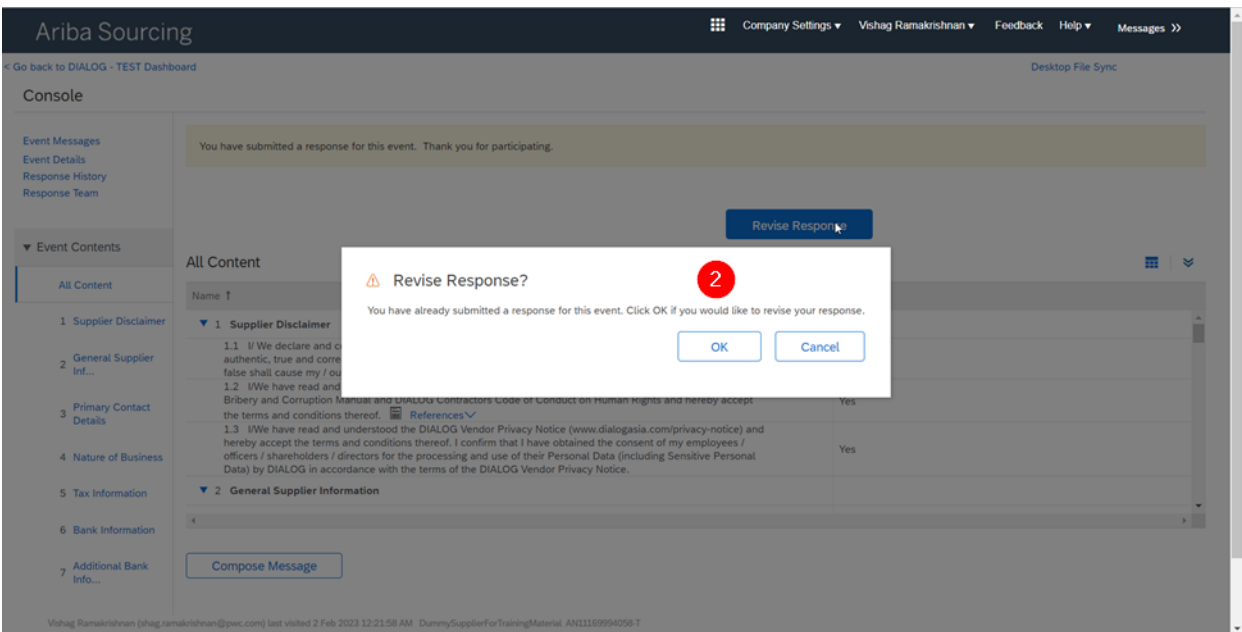 Ariba Sourcing
Company Settings ▾ Vishag Ramakrishnan ▾ Feedback Help ▾ Messages »
< Go back to DIALOG - TEST Dashboard Desktop File Sync
Console
Event Messages
Event Details
Response History
Response Team
You have submitted a response for this event. Thank you for participating.
Revise Response
▼ Event Contents
All Content
1 Supplier Disclaimer
2 General Supplier
Inf...
3 Primary Contact
Details
4 Nature of Business
5 Tax Information
6 Bank Information
7 Additional Bank
Info...
All Content
Name ↑
▼ 1 Supplier Disclaimer
1.1 I/ We declare and
authentic, true and corre
false shall cause my / ou
1.2 I/We have read and
Bribery and Corruption Manual and DIALOG Contractors Code of Conduct on Human Rights and hereby accept
the terms and conditions thereof. References
Yes
1.3 I/We have read and understood the DIALOG Vendor Privacy Notice (www.dialogasia.com/privacy-notice) and
hereby accept the terms and conditions thereof. I confirm that I have obtained the consent of my employees /
officers / shareholders / directors for the processing and use of their Personal Data (including Sensitive Personal
Data) by DIALOG in accordance with the terms of the DIALOG Vendor Privacy Notice.
Yes
▼ 2 General Supplier Information
Revise Response?
2
You have already submitted a response for this event. Click OK if you would like to revise your response.
OK Cancel
Compose Message
Vishag Ramakrishnan (shag.ramakrishnan@pwc.com) last visited 2 Feb 2023 12:21:58 AM DummySupplierForTrainingMaterial AN11169994058-T